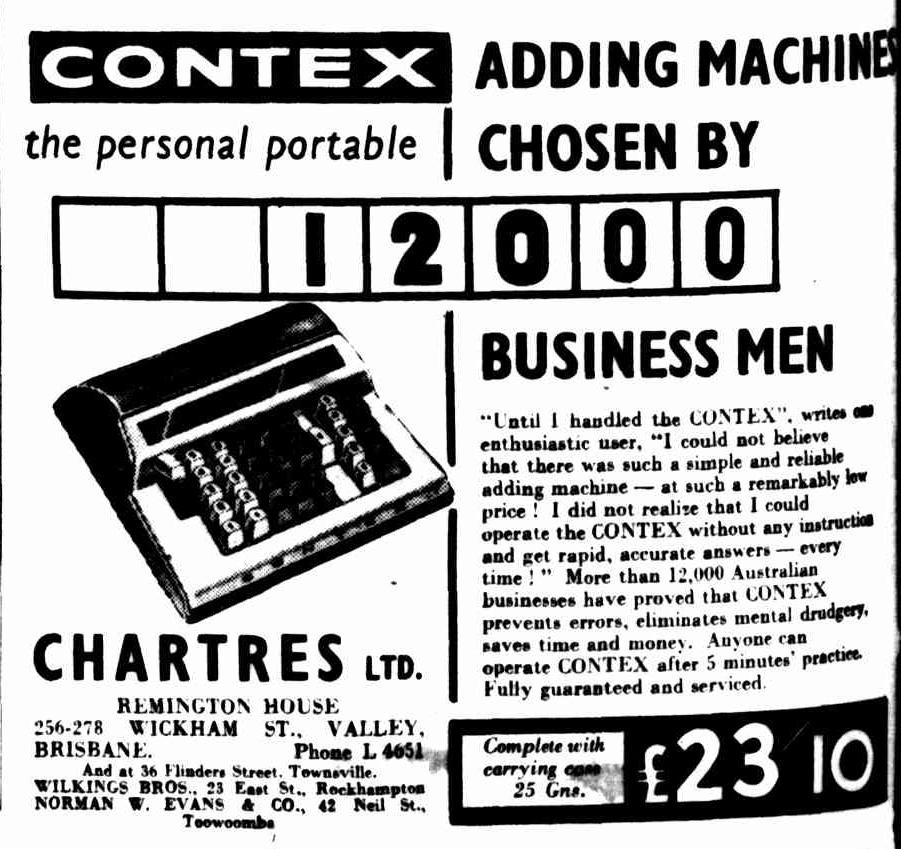 CONTEX
the personal portable
ADDING MACHINES
CHOSEN BY
12000
BUSINESS MEN
"Until I handled the CONTEX", writes one
enthusiastic user, "I could not believe
that there was such a simple and reliable
adding machine — at such a remarkably low
price ! I did not realize that I could
operate the CONTEX without any instruction
and get rapid, accurate answers — every
time ! " More than 12,000 Australian
businesses have proved that CONTEX
prevents errors, eliminates mental drudgery,
saves time and money. Anyone can
operate CONTEX after 5 minutes' practice.
Fully guaranteed and serviced.
CHARTRES LTD.
REMINGTON HOUSE
256-278 WICKHAM ST., VALLEY,
BRISBANE. Phone L 4651
And at 36 Flinders Street, Townsville.
WILKINGS BROS., 23 East St., Rockhampton
NORMAN W. EVANS & CO., 42 Neil St.,
Toowoomba
Complete with
carrying case
25 Gns.
£23 10